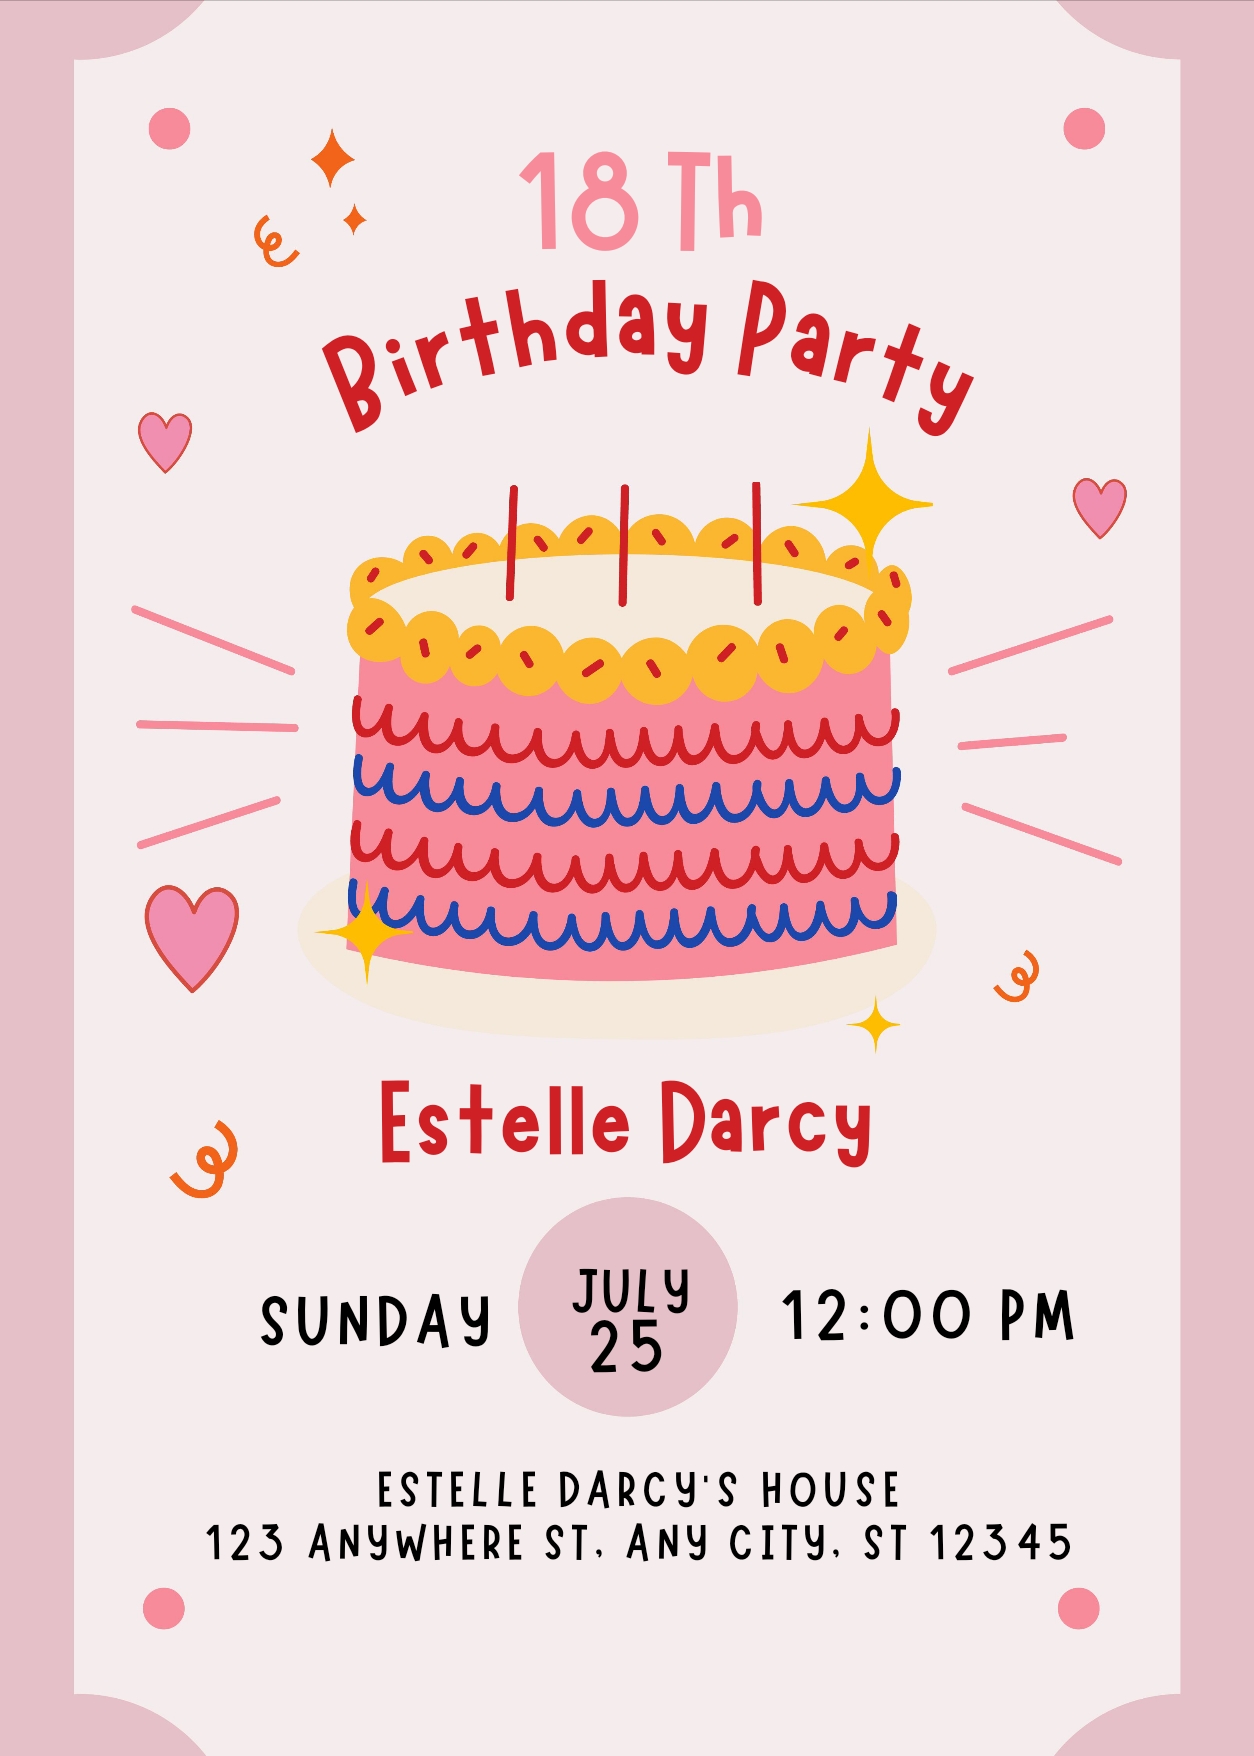 18 Th
Birthday Party
Estelle Darcy
SUNDAY
JULY
25
12:00 PM
ESTELLE DARCY'S HOUSE
123 ANYWHERE ST, ANY CITY, ST 12345